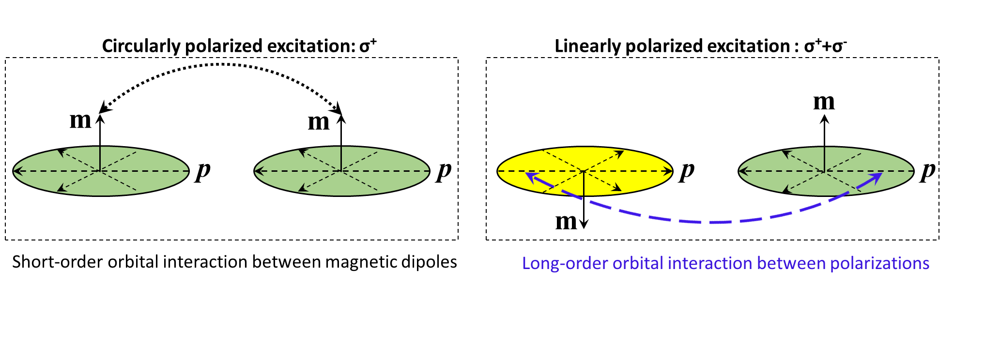 Circularly polarized excitation: σ+
Linearly polarized excitation : σ++σ-
m
m
p
p
m
m
p
p
Short-order orbital interaction between magnetic dipoles
Long-order orbital interaction between polarizations